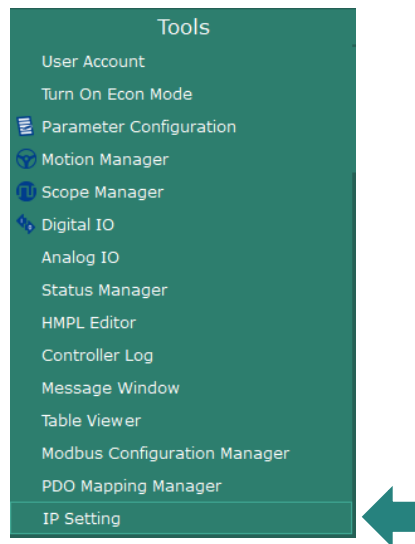 Tools
User Account
Turn On Econ Mode
Parameter Configuration
Motion Manager
Scope Manager
Digital IO
Analog IO
Status Manager
HMPL Editor
Controller Log
Message Window
Table Viewer
Modbus Configuration Manager
PDO Mapping Manager
IP Setting